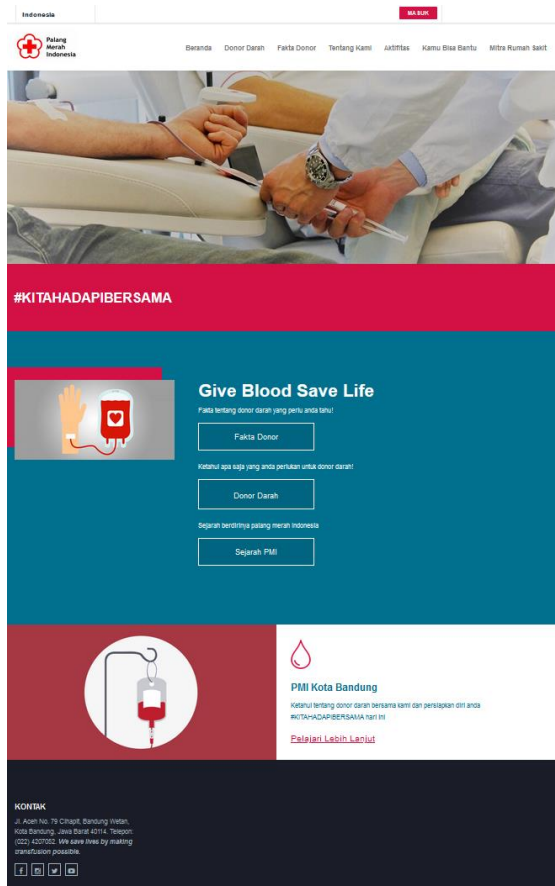 Indonesia
MASUK
Palang
Merah
Indonesia
Beranda Donor Darah Fakta Donor Tentang Kami Aktifitas Kamu Bisa Bantu Mitra Rumah Sakit
#KITAHADAPIBERSAMA
Give Blood Save Life
Fakta tentang donor darah yang perlu anda tahu!
Fakta Donor
Ketahui apa saja yang anda perlukan untuk donor darah!
Donor Darah
Sejarah berdirinya palang merah indonesia
Sejarah PMI
PMI Kota Bandung
Ketahui tentang donor darah bersama kami dan persiapkan diri anda
#KITAHADAPIBERSAMA hari ini
Pelajari Lebih Lanjut
KONTAK
Jl. Aceh No. 79 Cihapit, Bandung Wetan,
Kota Bandung, Jawa Barat 40114. Telepon:
(022) 4207052. We save lives by making
transfusion possible.